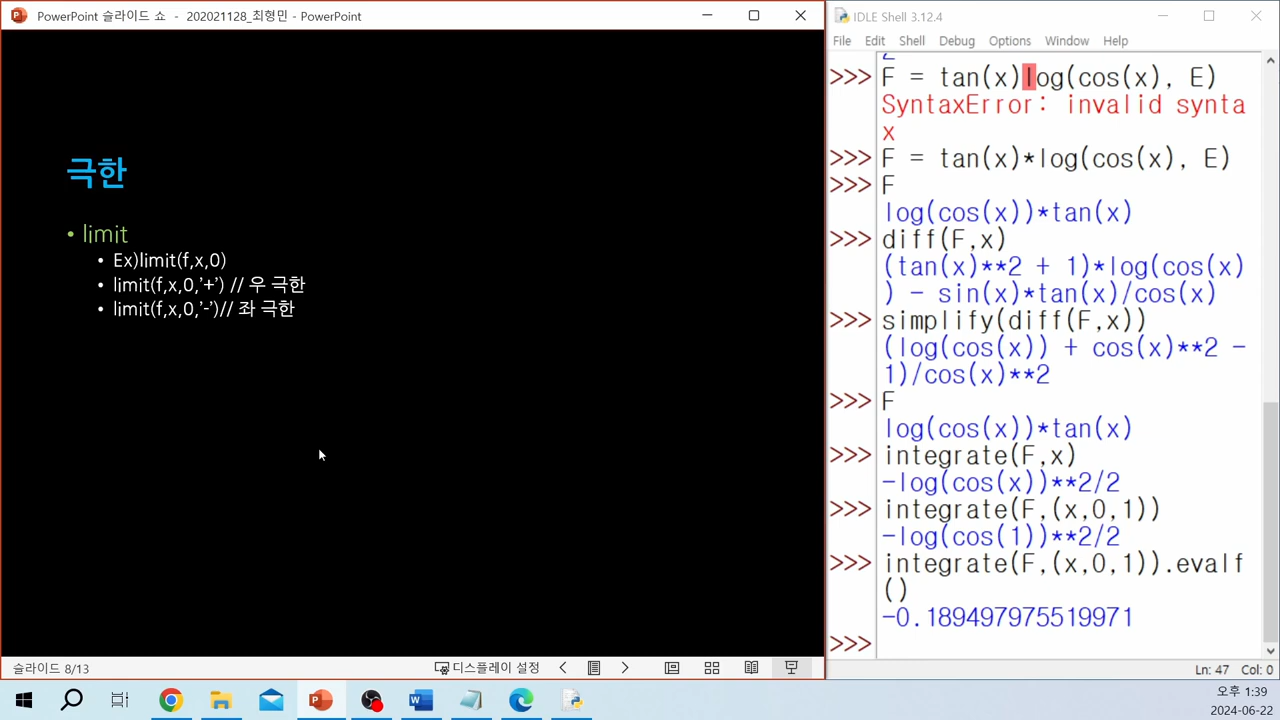 PowerPoint 슬라이드 쇼 - 202021128_최형민 - PowerPoint
극한
• limit
• Ex)limit(f,x,0)
• limit(f,x,0,’+’) // 우 극한
• limit(f,x,0,’-’)// 좌 극한
슬라이드 8/13
디스플레이 설정
IDLE Shell 3.12.4
File Edit Shell Debug Options Window Help
>>> F = tan(x)log(cos(x), E)
SyntaxError: invalid synta
x
>>> F = tan(x)*log(cos(x), E)
>>> F
log(cos(x))*tan(x)
>>> diff(F,x)
(tan(x)**2 + 1)*log(cos(x)
) - sin(x)*tan(x)/cos(x)
>>> simplify(diff(F,x))
(log(cos(x)) + cos(x)**2 -
1)/cos(x)**2
>>> F
log(cos(x))*tan(x)
>>> integrate(F,x)
-log(cos(x))**2/2
>>> integrate(F,(x,0,1))
-log(cos(1))**2/2
>>> integrate(F,(x,0,1)).evalf
()
-0.189497975519971
>>>
Ln: 47 Col: 0
오후 1:39
2024-06-22